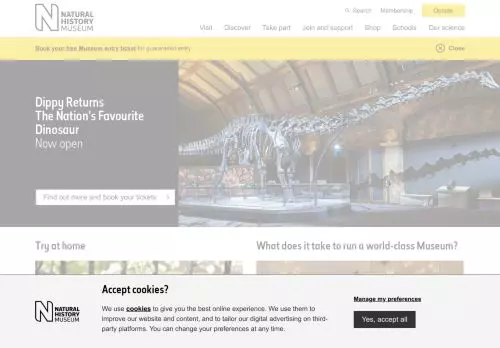 NATURAL
HISTORY
MUSEUM
Search Membership Donate
Visit Discover Take part Join and support Shop Schools Our science
Book your free Museum entry ticket for guaranteed entry Close
Dippy Returns
The Nation's Favourite
Dinosaur
Now open
Find out more and book your tickets
Try at home What does it take to run a world-class Museum?
Accept cookies?
NATURAL
HISTORY
MUSEUM
We use cookies to give you the best online experience. We use them to
improve our website and content, and to tailor our digital advertising on third-
party platforms. You can change your preferences at any time.
Manage my preferences
Yes, accept all